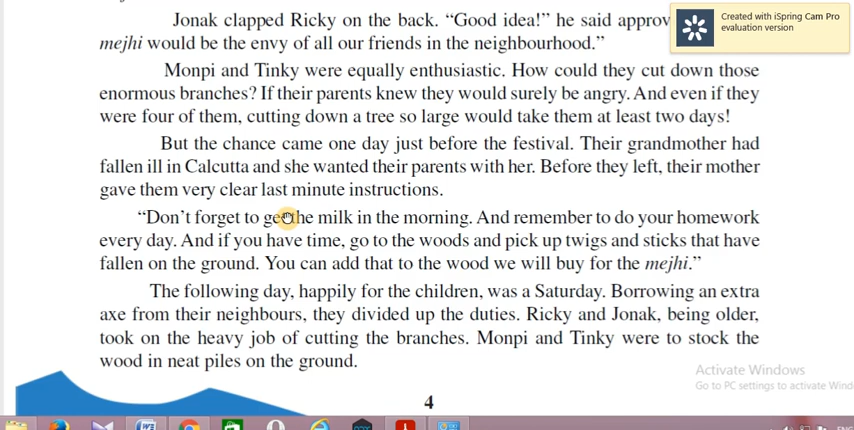 Jonak clapped Ricky on the back. “Good idea!” he said approv
mejhi would be the envy of all our friends in the neighbourhood.”
Monpi and Tinky were equally enthusiastic. How could they cut down those
enormous branches? If their parents knew they would surely be angry. And even if they
were four of them, cutting down a tree so large would take them at least two days!
But the chance came one day just before the festival. Their grandmother had
fallen ill in Calcutta and she wanted their parents with her. Before they left, their mother
gave them very clear last minute instructions.
“Don’t forget to get the milk in the morning. And remember to do your homework
every day. And if you have time, go to the woods and pick up twigs and sticks that have
fallen on the ground. You can add that to the wood we will buy for the mejhi.”
The following day, happily for the children, was a Saturday. Borrowing an extra
axe from their neighbours, they divided up the duties. Ricky and Jonak, being older,
took on the heavy job of cutting the branches. Monpi and Tinky were to stock the
wood in neat piles on the ground.
4
Created with iSpring Cam Pro
evaluation version
Activate Windows
Go to PC settings to activate Wind